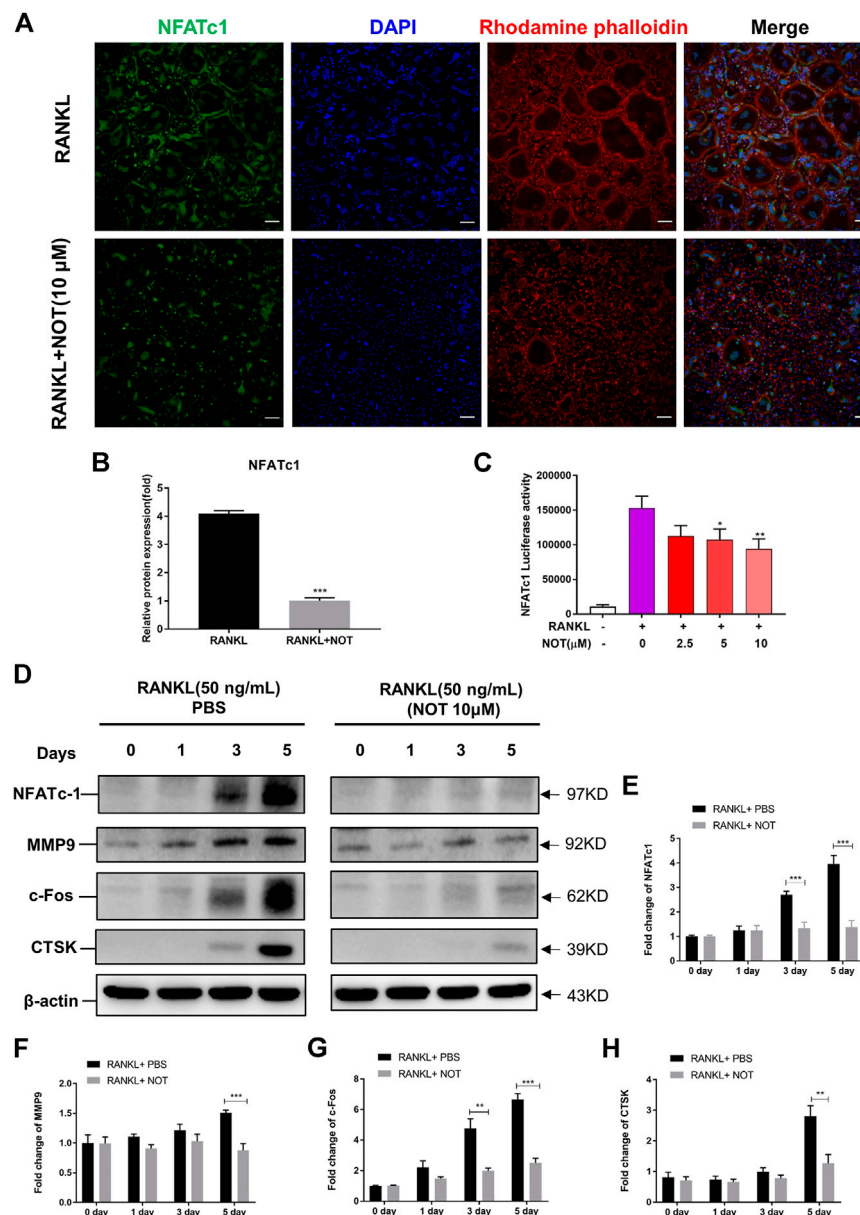 A
NFATc1 DAPI Rhodamine phalloidin Merge
RANKL
RANKL+NOT(10 μM)
B
NFATc1
Relative protein expression(fold)
5
4
3
2
1
0
***
RANKL RANKL+NOT
C
NFATc1 Luciferase activity
200000
150000
100000
50000
0
* **
RANKL - + + + +
NOT(μM) - 0 2.5 5 10
D
RANKL(50 ng/mL) RANKL(50 ng/mL)
PBS (NOT 10μM)
Days 0 1 3 5 0 1 3 5
NFATc-1 97KD
MMP9 92KD
c-Fos 62KD
CTSK 39KD
β-actin 43KD
E
RANKL+ PBS
RANKL+ NOT
Fold change of NFATc1
5
4
3
2
1
0
*** ***
0 day 1 day 3 day 5 day
F
RANKL+ PBS
RANKL+ NOT
Fold change of MMP9
2.0
1.5
1.0
0.5
0.0
***
0 day 1 day 3 day 5 day
G
RANKL+ PBS
RANKL+ NOT
Fold change of c-Fos
8
6
4
2
0
** ***
0 day 1 day 3 day 5 day
H
RANKL+ PBS
RANKL+ NOT
Fold change of CTSK
4
3
2
1
0
**
0 day 1 day 3 day 5 day